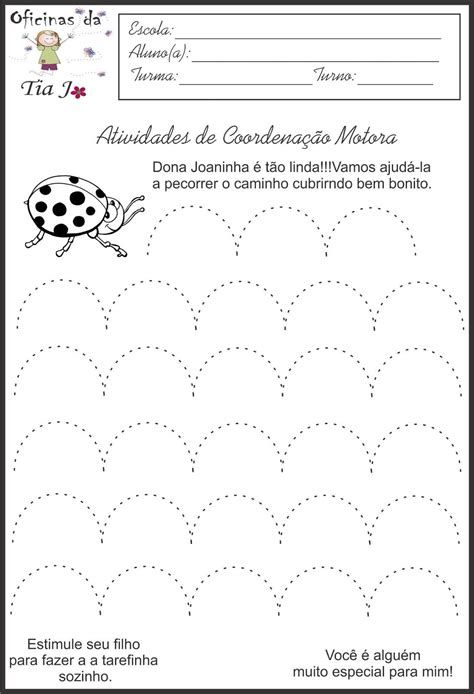 Oficinas da
Tia J
Escola:
Aluno(a):
Turma: Turno:
Atividades de Coordenação Motora
Dona Joaninha é tão linda!!!Vamos ajudá-la
a pecorrer o caminho cubrirndo bem bonito.
Estimule seu filho
para fazer a a tarefinha
sozinho.
Você é alguém
muito especial para mim!